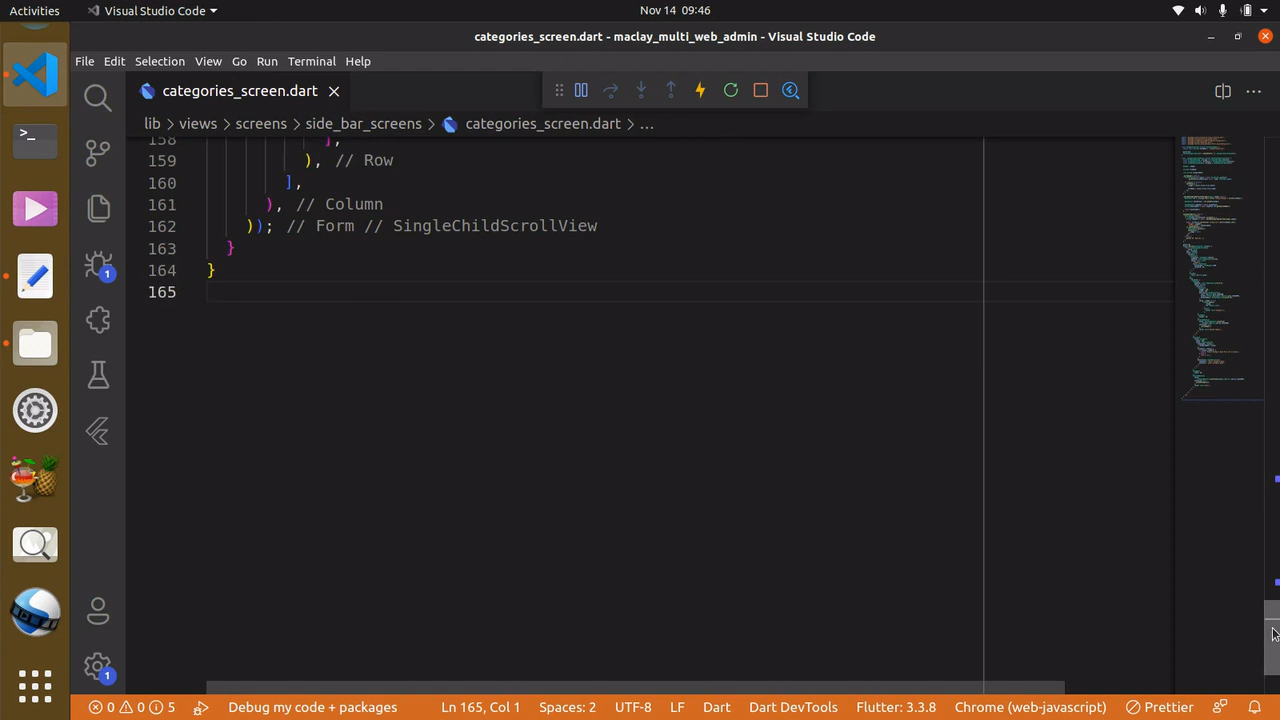 Activities
Visual Studio Code
Nov 14 09:46
categories_screen.dart - maclay_multi_web_admin - Visual Studio Code
File Edit Selection View Go Run Terminal Help
categories_screen.dart
lib > views > screens > side_bar_screens > categories_screen.dart > ...
158 ],
159 ), // Row
160 ],
161 ), // Column
162 )); // Form // SingleChildScrollView
163 }
164 }
165
1
1
0 0 5 Debug my code + packages Ln 165, Col 1 Spaces: 2 UTF-8 LF Dart Dart DevTools Flutter: 3.3.8 Chrome (web-javascript) Prettier